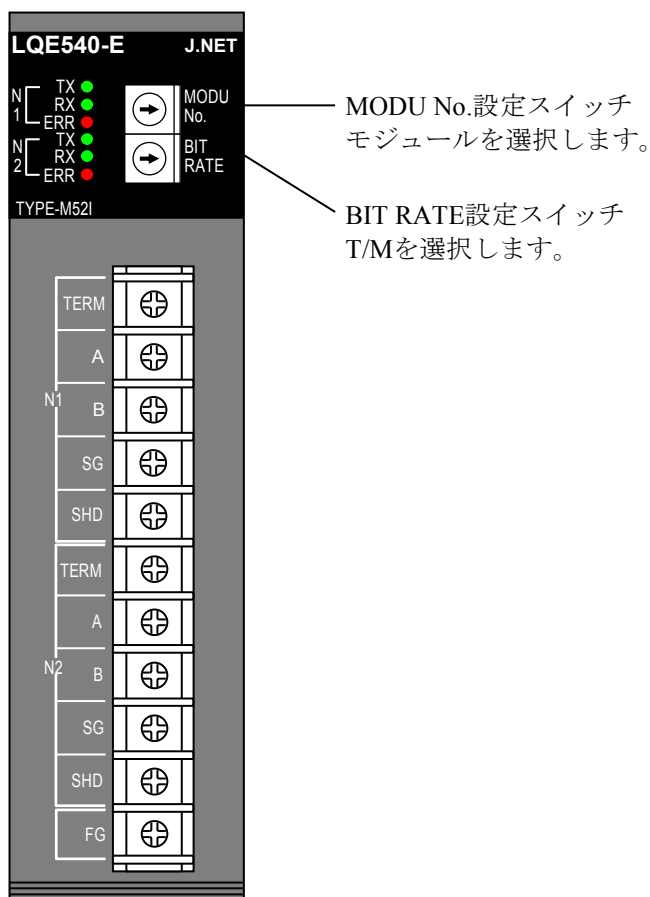 LQE540-E J.NET
N1 TX
RX
ERR
N2 TX
RX
ERR
MODU
No.
BIT
RATE
TYPE-M52I
MODU No.設定スイッチ
モジュールを選択します。
BIT RATE設定スイッチ
T/Mを選択します。
TERM
A
N1
B
SG
SHD
TERM
A
N2
B
SG
SHD
FG